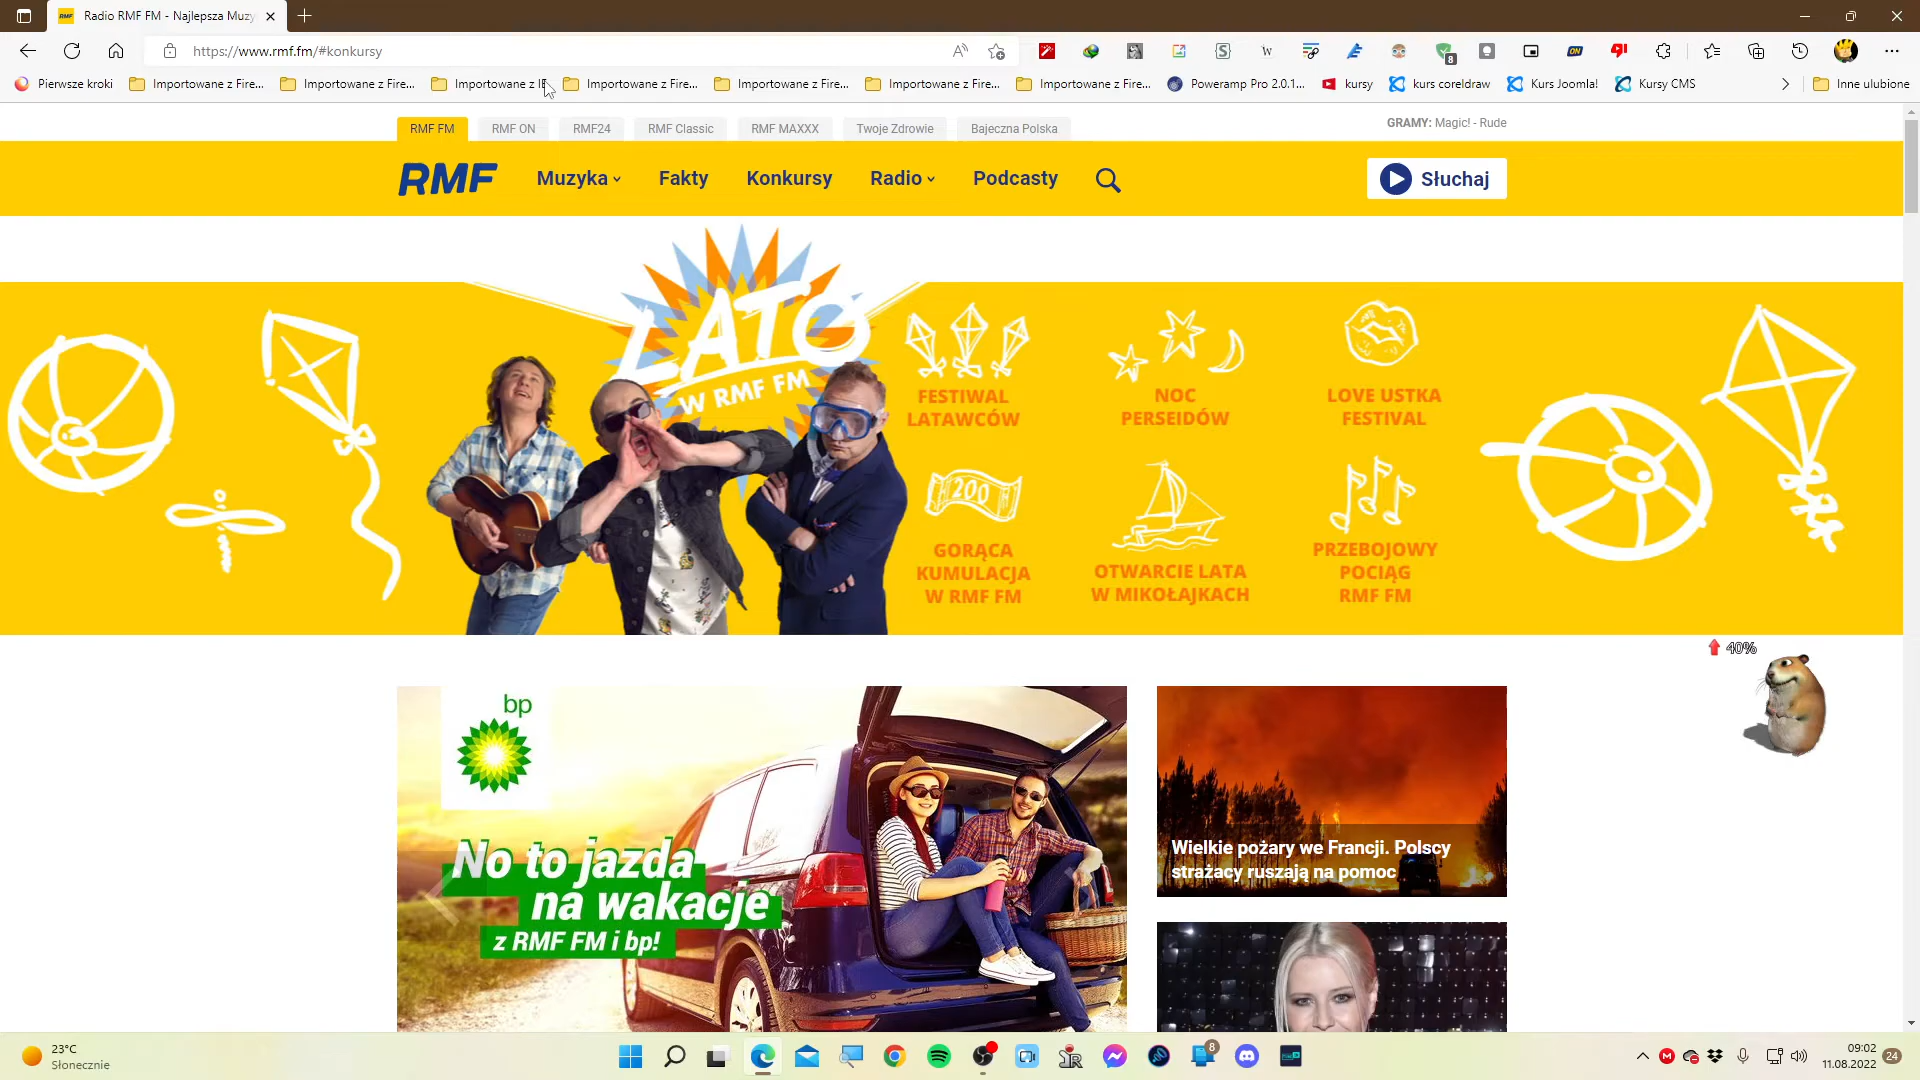 Radio RMF FM - Najlepsza Muzy
https://www.rmf.fm/#konkursy
8
ON
Pierwsze kroki
Importowane z Fire...
Importowane z Fire...
Importowane z IE
Importowane z Fire...
Importowane z Fire...
Importowane z Fire...
Importowane z Fire...
Poweramp Pro 2.0.1...
kursy
kurs coreldraw
Kurs Joomla!
Kursy CMS
Inne ulubione
RMF FM
RMF ON
RMF24
RMF Classic
RMF MAXXX
Twoje Zdrowie
Bajeczna Polska
GRAMY: Magic! - Rude
RMF
Muzyka
Fakty
Konkursy
Radio
Podcasty
Słuchaj
LATO
W RMF FM
FESTIWAL
LATAWCÓW
NOC
PERSEIDÓW
LOVE USTKA
FESTIVAL
200
GORĄCA
KUMULACJA
W RMF FM
OTWARCIE LATA
W MIKOŁAJKACH
PRZEBOJOWY
POCIĄG
RMF FM
40%
bp
No to jazda
na wakacje
z RMF FM i bp!
Wielkie pożary we Francji. Polscy
strażacy ruszają na pomoc
23°C
Słonecznie
8
09:02
11.08.2022
24